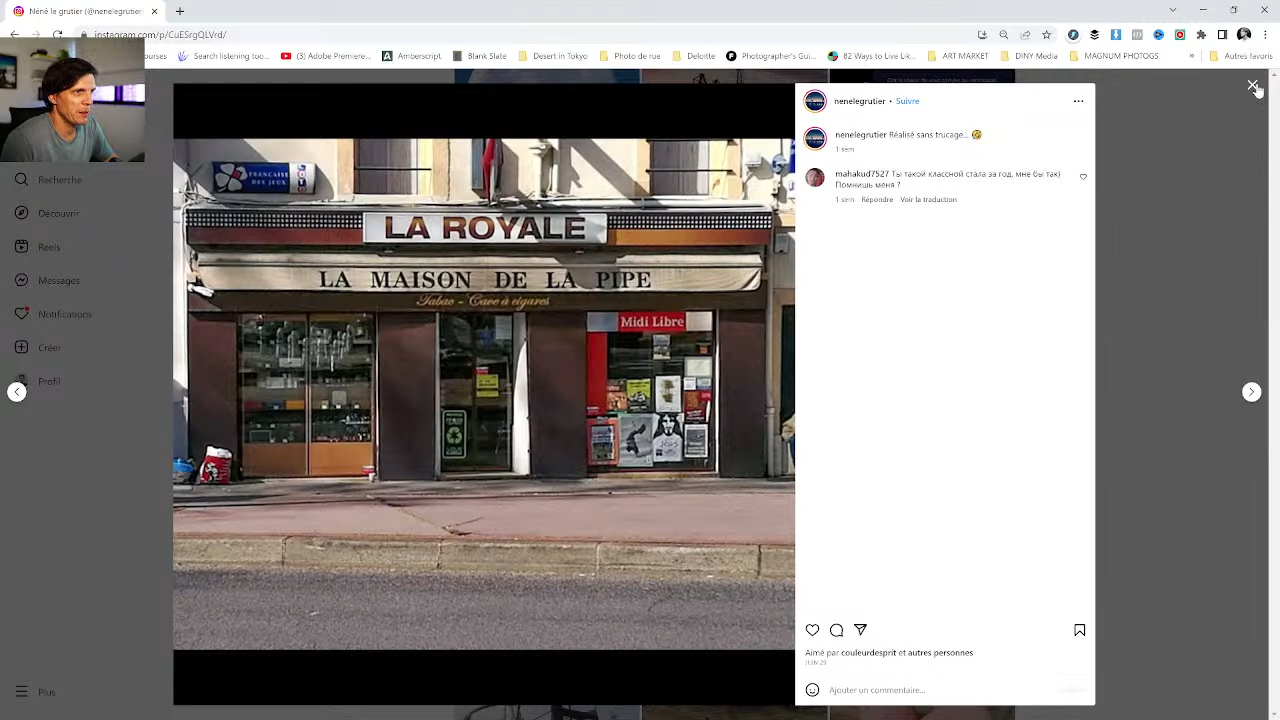 Néné le grutier (@nenelegrutier
instagram.com/p/CuESrgQLVrd/
ourses
Search listening too...
(3) Adobe Premiere...
Amberscript
Blank Slate
Desert in Tokyo
Photo de rue
Deloitte
Photographer's Gui...
82 Ways to Live Lik...
ART MARKET
DINY Media
MAGNUM PHOTOGS
»
Autres favoris
Recherche
Découvrir
Reels
Messages
Notifications
Créer
Profil
Plus
FRANÇAISE
DES JEUX
LOTO
LA ROYALE
LA MAISON DE LA PIPE
Tabac - Cave à cigares
Midi Libre
nenelegrutier • Suivre
nenelegrutier Réalisé sans trucage...
1 sem
mahakud7527 Ты такой классной стала за год, мне бы так)
Помнишь меня ?
1 sem Répondre Voir la traduction
Aimé par couleurdesprit et autres personnes
JUIN 29
Ajouter un commentaire...